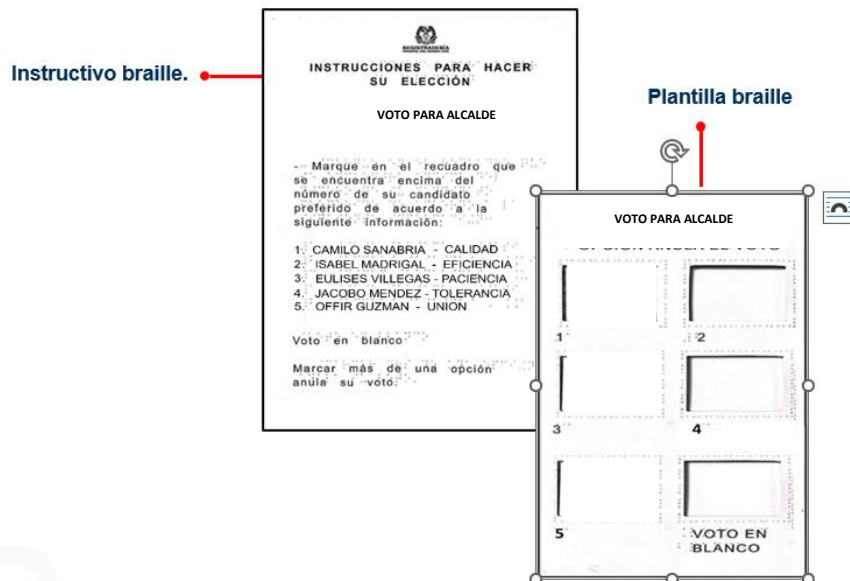 Instructivo braille.
REGISTRADURÍA
INSTRUCCIONES PARA HACER
SU ELECCIÓN
VOTO PARA ALCALDE
- Marque en el recuadro que
se encuentra encima del
número de su candidato
preferido de acuerdo a la
siguiente información:
1. CAMILO SANABRIA - CALIDAD
2. ISABEL MADRIGAL - EFICIENCIA
3. EULISES VILLEGAS - PACIENCIA
4. JACOBO MENDEZ - TOLERANCIA
5. OFFIR GUZMAN - UNION
Voto en blanco
Marcar más de una opción
anula su voto.
Plantilla braille
VOTO PARA ALCALDE
1 2
3 4
5 VOTO EN
BLANCO